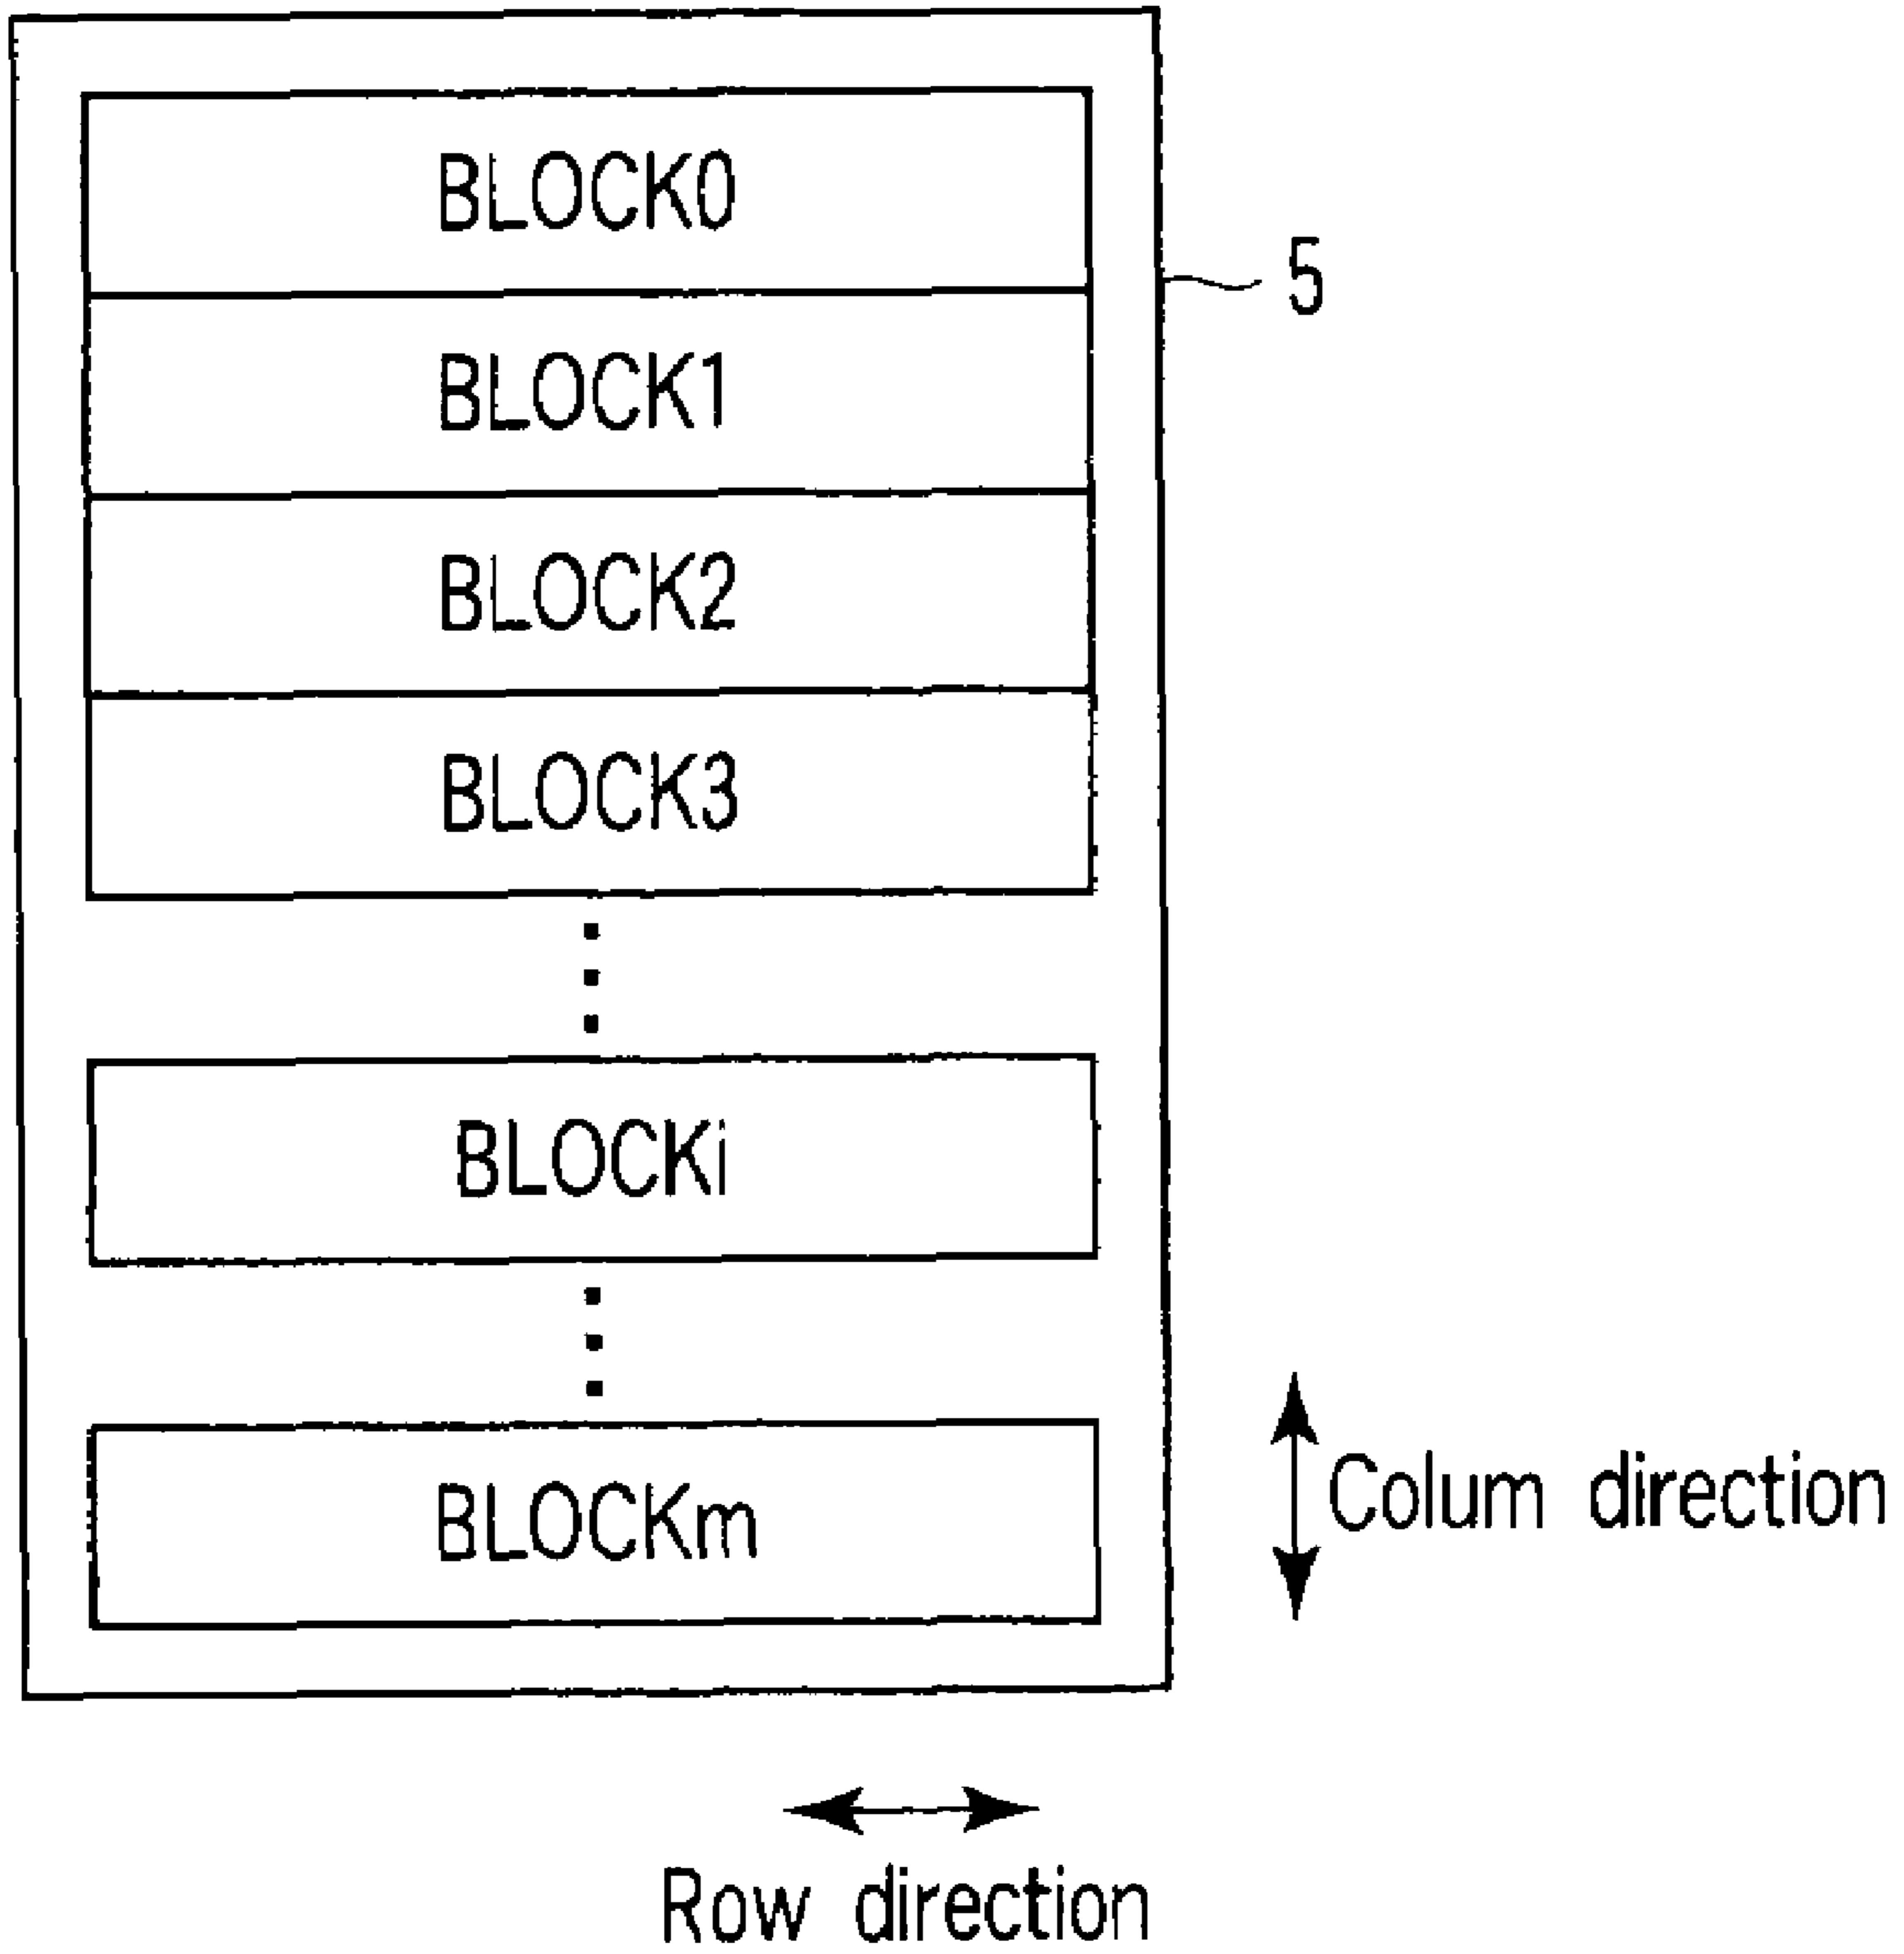 BLOCK0
5
BLOCK1
BLOCK2
BLOCK3
BLOCKi
BLOCKm
Colum direction
Row direction